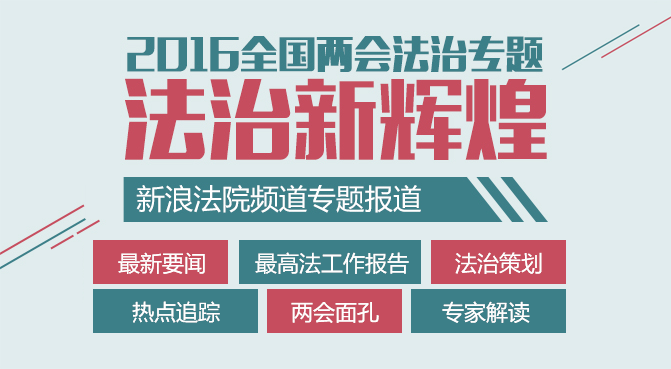 2016全国两会法治专题
法治新辉煌
新浪法院频道专题报道
最新要闻
最高法工作报告
法治策划
热点追踪
两会面孔
专家解读